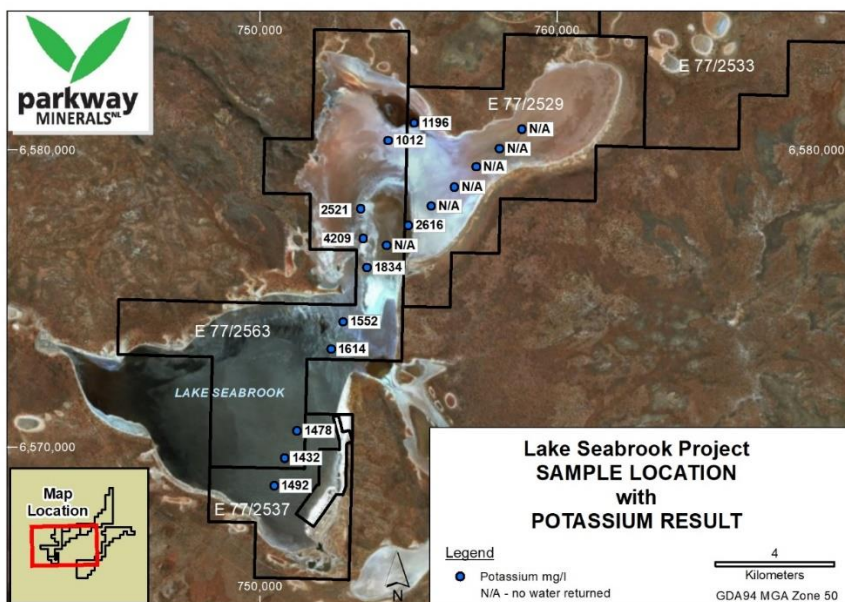 parkway
MINERALS NL
750,000
760,000
E 77/2533
E 77/2529
1196
N/A
1012
N/A
6,580,000
6,580,000
N/A
N/A
2521
N/A
2616
4209
N/A
1834
1552
E 77/2563
1614
LAKE SEABROOK
1478
6,570,000
1432
1492
E 77/2537
750,000
Map
Location
Lake Seabrook Project
SAMPLE LOCATION
with
POTASSIUM RESULT
Legend
Potassium mg/l
N/A - no water returned
N
4
Kilometers
GDA94 MGA Zone 50